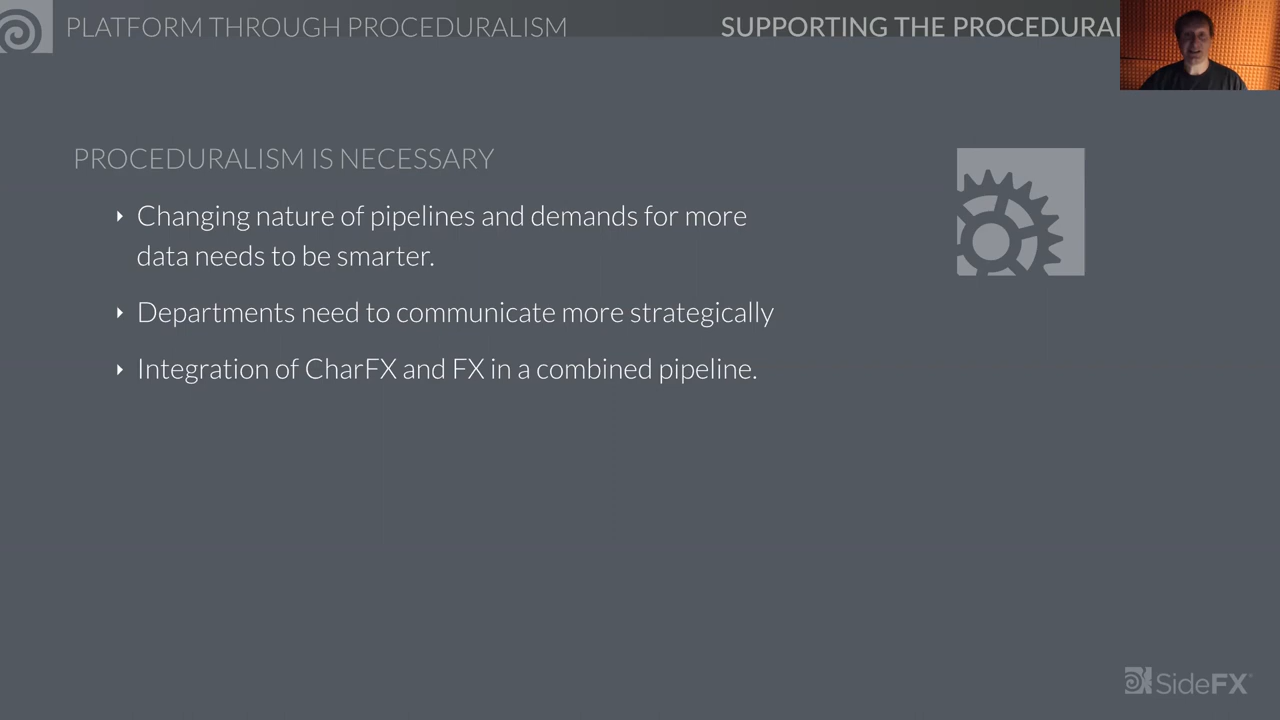 PLATFORM THROUGH PROCEDURALISM
SUPPORTING THE PROCEDURAL
PROCEDURALISM IS NECESSARY
Changing nature of pipelines and demands for more
data needs to be smarter.
Departments need to communicate more strategically
Integration of CharFX and FX in a combined pipeline.
SideFX